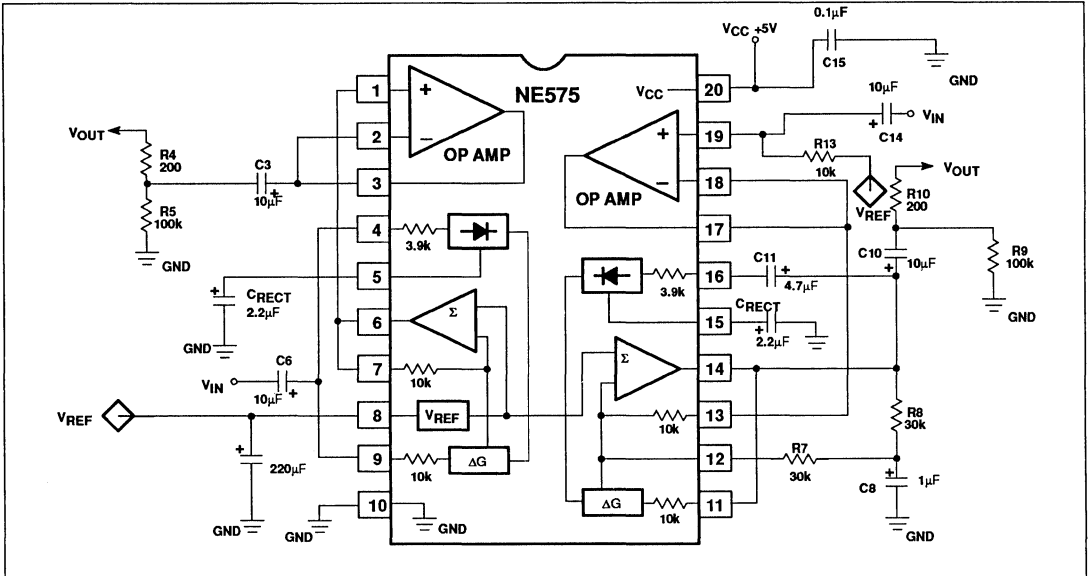 NE575
VCC +5V
0.1µF
C15
GND
10µF
C14
VIN
R13
10k
VREF
VOUT
R10
200
C10
10µF
R9
100k
GND
VOUT
R4
200
R5
100k
GND
C3
10µF
1
2
3
4
5
6
7
8
9
10
+
−
OP AMP
3.9k
Σ
10k
VREF
10k
ΔG
GND
CRECT
2.2µF
GND
C6
10µF
VIN
VREF
220µF
GND
GND
VCC
20
19
18
17
16
15
14
13
12
11
+
−
OP AMP
3.9k
Σ
10k
ΔG
10k
C11
4.7µF
CRECT
2.2µF
R7
30k
R8
30k
C8
1µF
GND